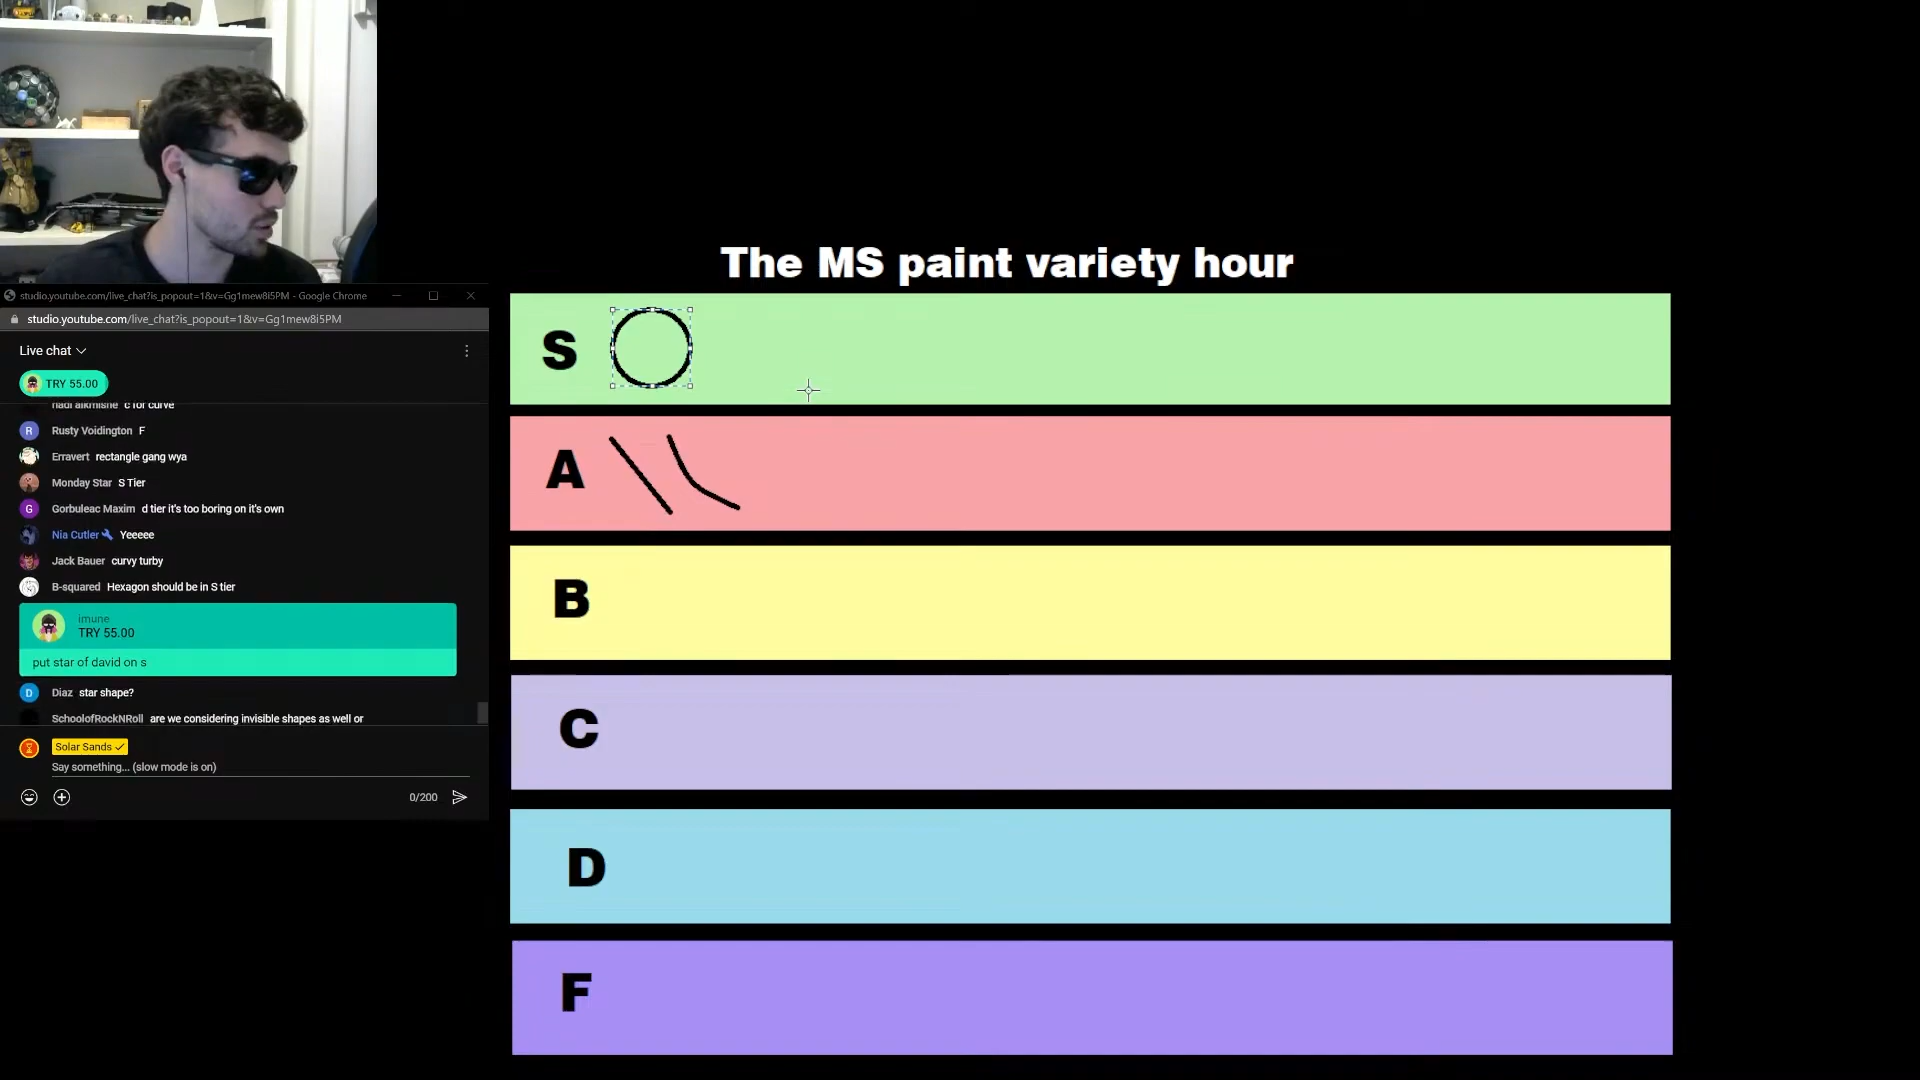 The MS paint variety hour
studio.youtube.com/live_chat?is_popout=1&v=Gg1mew8i5PM - Google Chrome
studio.youtube.com/live_chat?is_popout=1&v=Gg1mew8i5PM
Live chat
TRY 55.00
hadi alkmishe c for curve
R Rusty Voidington F
Erravert rectangle gang wya
Monday Star S Tier
G Gorbuleac Maxim d tier it's too boring on it's own
Nia Cutler Yeeeee
Jack Bauer curvy turby
B-squared Hexagon should be in S tier
imune
TRY 55.00
put star of david on s
D Diaz star shape?
SchoolofRockNRoll are we considering invisible shapes as well or
Solar Sands
Say something... (slow mode is on)
0/200
S
A
B
C
D
F